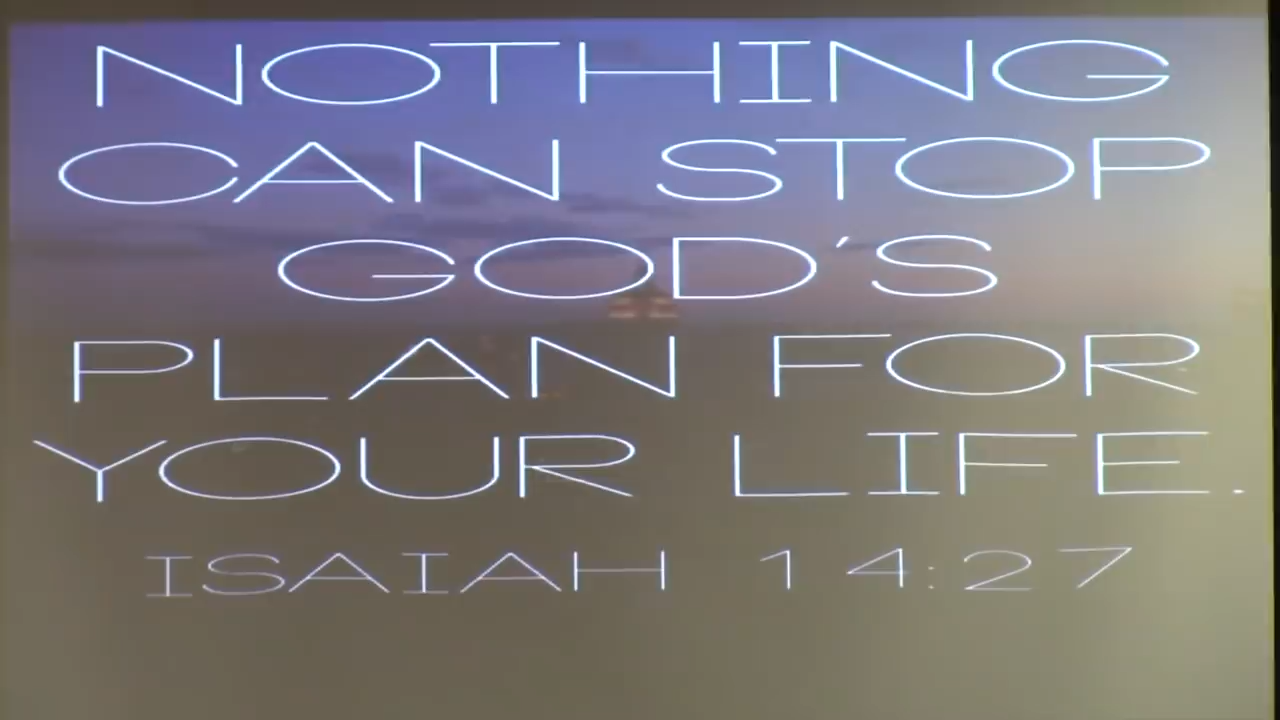 NOTHING
CAN STOP
GOD'S
PLAN FOR
YOUR LIFE.
ISAIAH 14:27